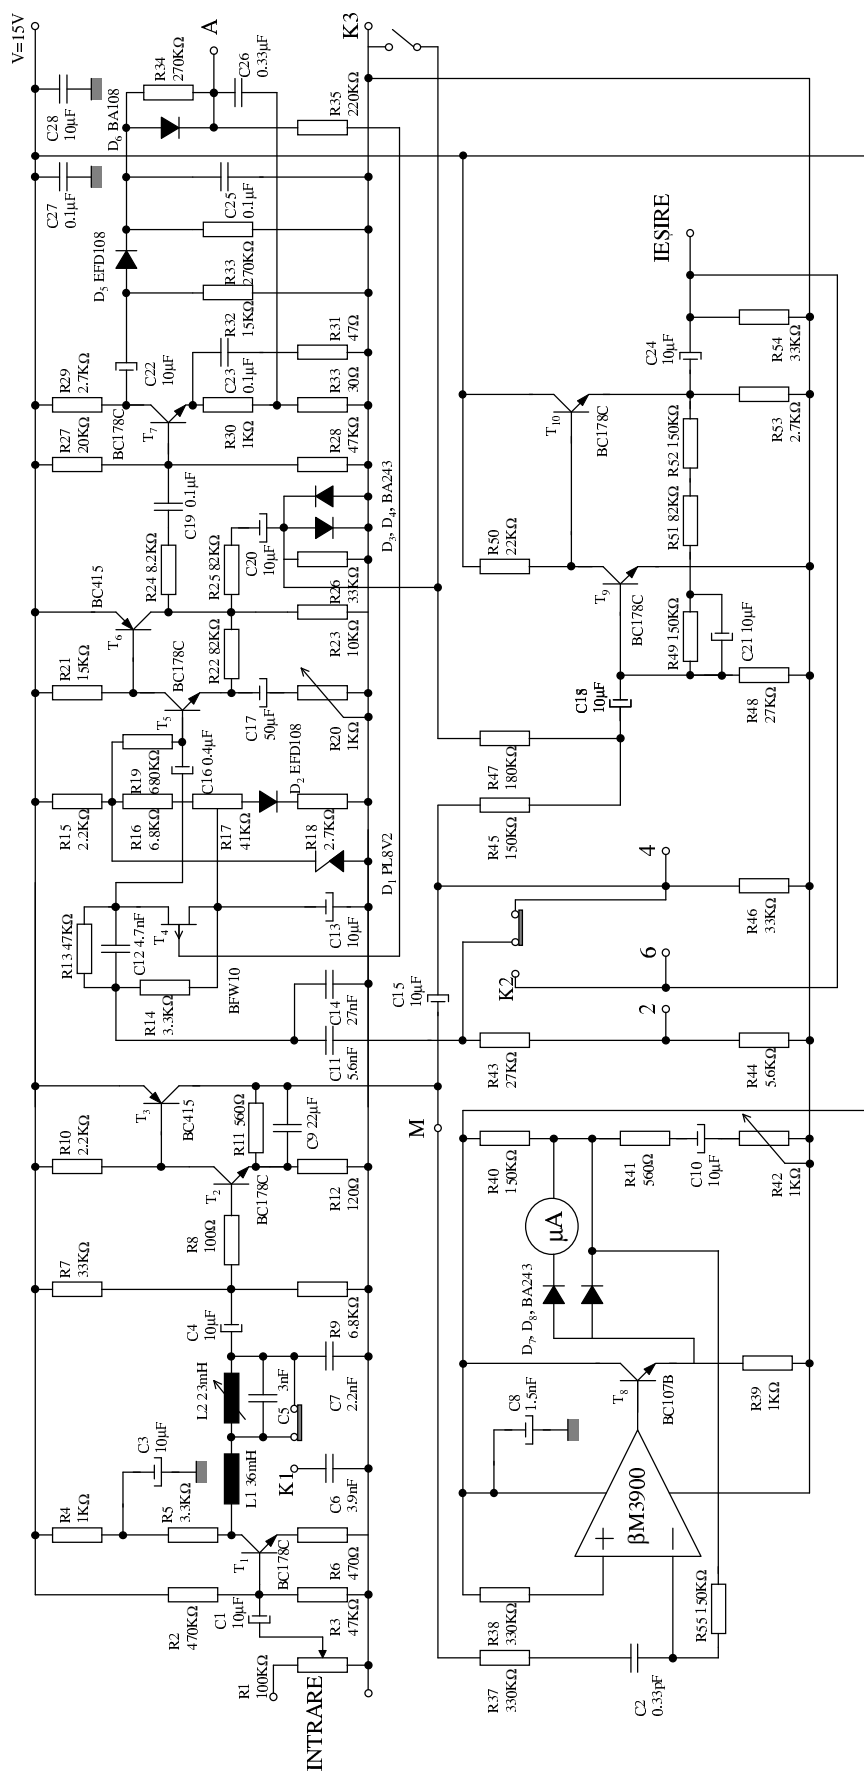 INTRARE
R1
100KΩ
R2
470KΩ
C1
10μF
R3
47KΩ
R4
1KΩ
C3
10μF
R5
3.3KΩ
T1
BC178C
R6
470Ω
L1 36mH
K1
C6
3.9nF
L2 23mH
C5
3nF
C7
2.2nF
C4
10μF
R7
33KΩ
R9
6.8KΩ
R8
100Ω
T2
BC178C
R10
2.2KΩ
T3
BC415
R11 560Ω
C9 22μF
R12
120Ω
C11
5.6nF
C14
27nF
R13 47KΩ
C12 4.7nF
R14
3.3KΩ
T4
BFW10
C13
10μF
D1 PL8V2
R15
2.2KΩ
R16
6.8KΩ
R17
41KΩ
R18
2.7KΩ
D2 EFD108
R19
680KΩ
C16 0.4μF
T5
BC178C
R21
15KΩ
C17
50μF
R20
1KΩ
R22 82KΩ
T6
BC415
R23
10KΩ
R24 8.2KΩ
R25 82KΩ
R26
33KΩ
C20
10μF
D3, D4, BA243
C19 0.1μF
R27
20KΩ
R28
47KΩ
R29
2.7KΩ
BC178C
T7
R30
1KΩ
R33
30Ω
C22
10μF
C23
0.1μF
R31
47Ω
R32
15KΩ
R33
270KΩ
D5 EFD108
C25
0.1μF
C27
0.1μF
C28
10μF
D6 BA108
R34
270KΩ
C26
0.33μF
R35
220KΩ
A
V=15V
K3
R37
330KΩ
C2
0.33pF
R38
330KΩ
R55 150KΩ
βM3900
+
–
C8
1.5nF
T8
BC107B
R39
1KΩ
D7, D8, BA243
μA
R40
150KΩ
R41
560Ω
C10
10μF
R42
1KΩ
M
C15
10μF
R43
27KΩ
R44
5.6KΩ
2
6
4
K2
R45
150KΩ
R46
33KΩ
R47
180KΩ
C18
10μF
R48
27KΩ
R49 150KΩ
C21 10μF
T9
BC178C
R50
22KΩ
R51 82KΩ
R52 150KΩ
T10
BC178C
R53
2.7KΩ
C24
10μF
R54
33KΩ
IESIRE